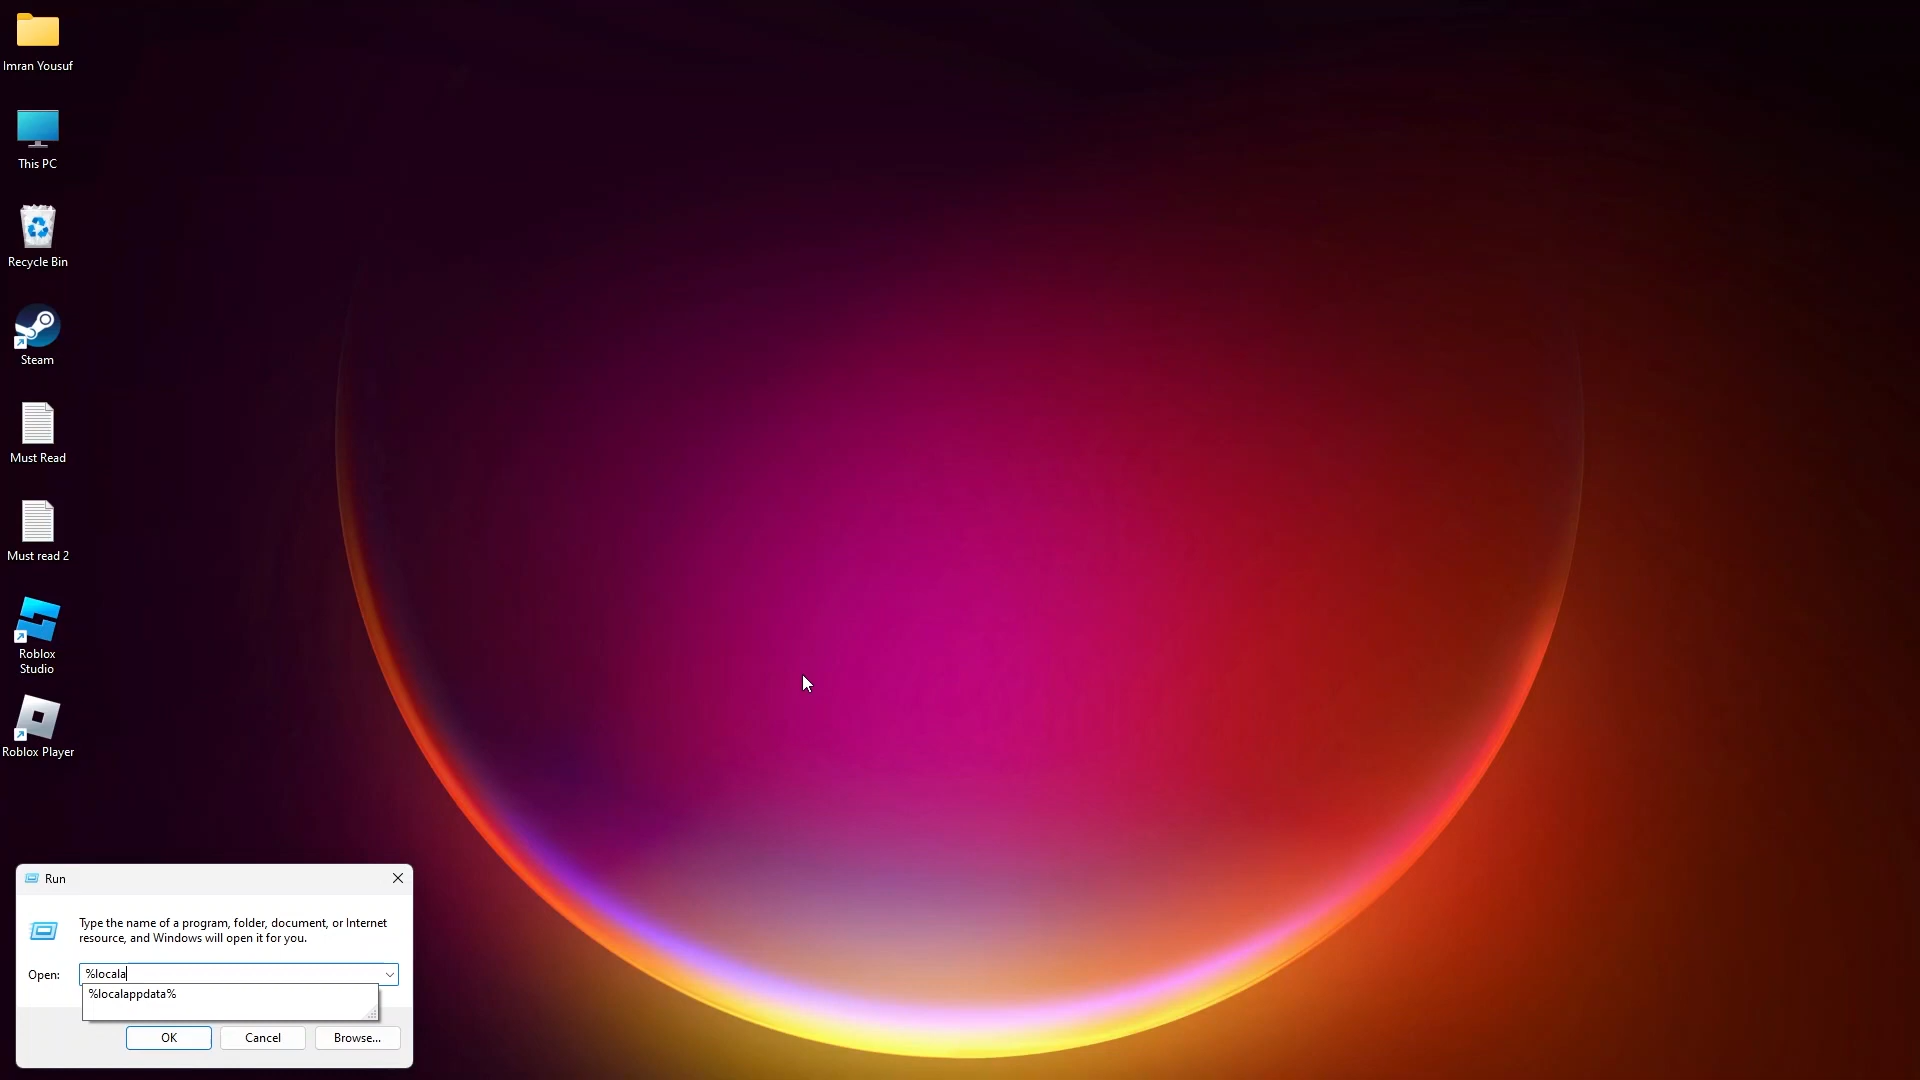 Imran Yousuf
This PC
Recycle Bin
Steam
Must Read
Must read 2
Roblox
Studio
Roblox Player
Run
Type the name of a program, folder, document, or Internet
resource, and Windows will open it for you.
Open:
%locala
%localappdata%
OK
Cancel
Browse...